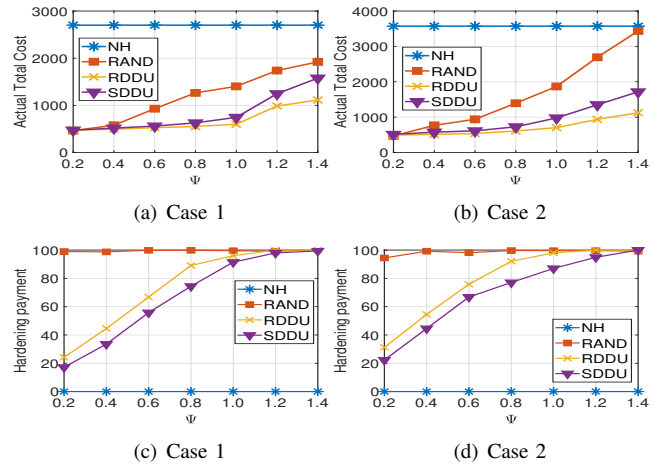 3000
2000
1000
0
Actual Total Cost
NH
RAND
RDDU
SDDU
0.2 0.4 0.6 0.8 1.0 1.2 1.4
Ψ
(a) Case 1
4000
3000
2000
1000
0
Actual Total Cost
NH
RAND
RDDU
SDDU
0.2 0.4 0.6 0.8 1.0 1.2 1.4
Ψ
(b) Case 2
100
80
60
40
20
0
Hardening payment
NH
RAND
RDDU
SDDU
0.2 0.4 0.6 0.8 1.0 1.2 1.4
Ψ
(c) Case 1
100
80
60
40
20
0
Hardening payment
NH
RAND
RDDU
SDDU
0.2 0.4 0.6 0.8 1.0 1.2 1.4
Ψ
(d) Case 2